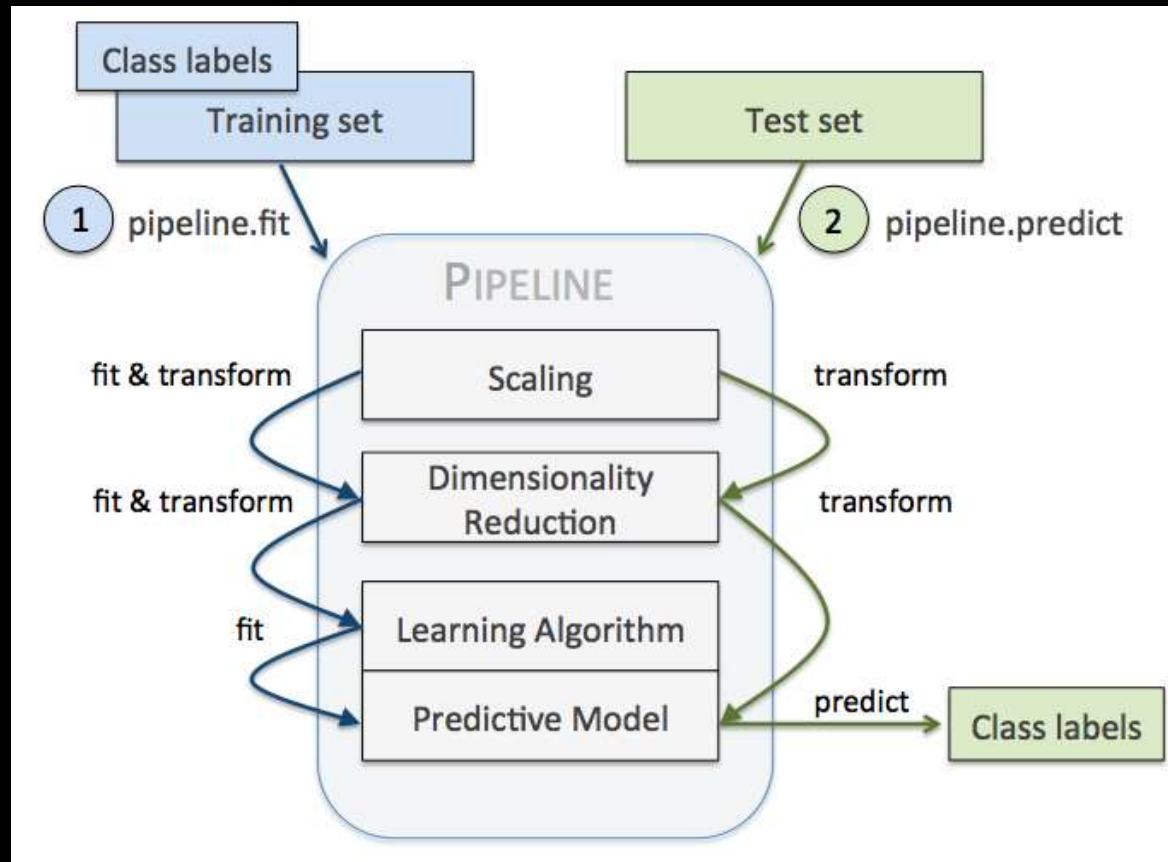 Class labels
Training set
Test set
1 pipeline.fit
2 pipeline.predict
PIPELINE
fit & transform
Scaling
transform
fit & transform
Dimensionality
Reduction
transform
fit
Learning Algorithm
Predictive Model
predict
Class labels